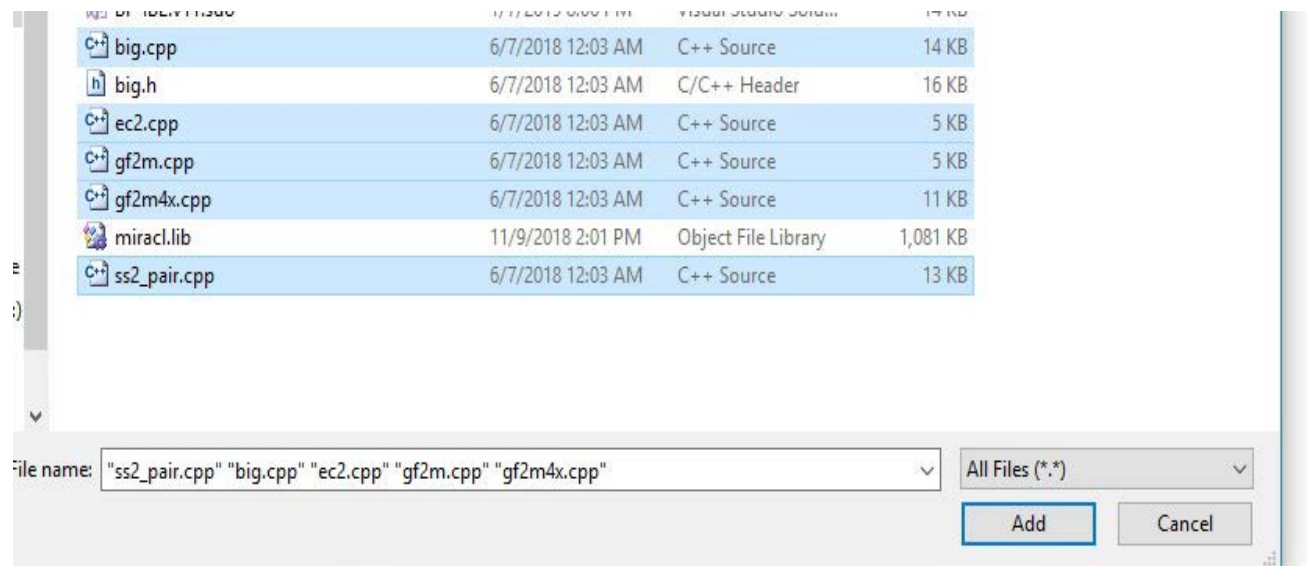 big.cpp 6/7/2018 12:03 AM C++ Source 14 KB
big.h 6/7/2018 12:03 AM C/C++ Header 16 KB
ec2.cpp 6/7/2018 12:03 AM C++ Source 5 KB
gf2m.cpp 6/7/2018 12:03 AM C++ Source 5 KB
gf2m4x.cpp 6/7/2018 12:03 AM C++ Source 11 KB
miracl.lib 11/9/2018 2:01 PM Object File Library 1,081 KB
e
ss2_pair.cpp 6/7/2018 12:03 AM C++ Source 13 KB
:)
File name: "ss2_pair.cpp" "big.cpp" "ec2.cpp" "gf2m.cpp" "gf2m4x.cpp" All Files (*.*)
Add Cancel